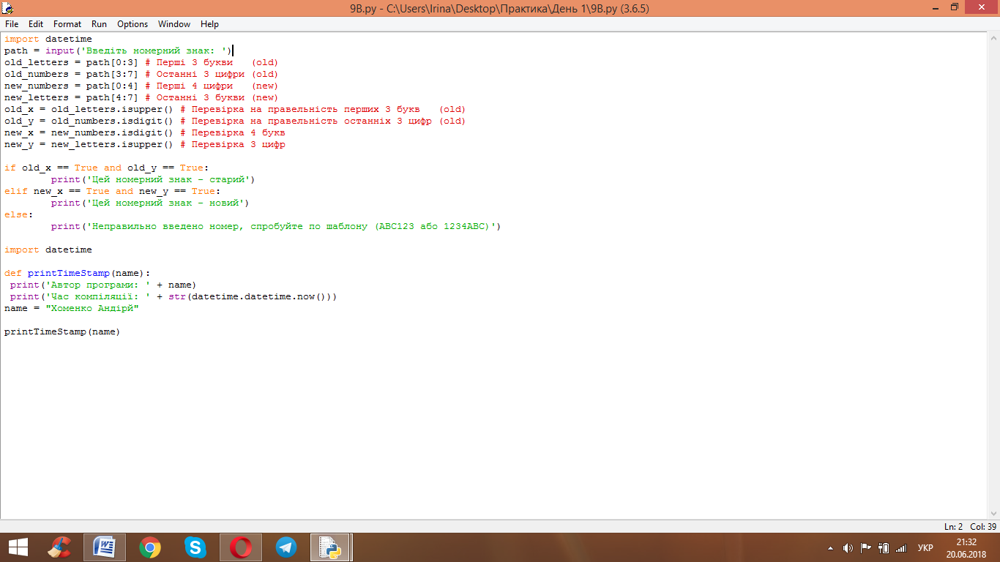 9B.py - C:\Users\Irina\Desktop\Практика\День 1\9B.py (3.6.5)
File Edit Format Run Options Window Help
import datetime
path = input('Введіть номерний знак: ')
old_letters = path[0:3] # Перші 3 букви   (old)
old_numbers = path[3:7] # Останні 3 цифри (old)
new_numbers = path[0:4] # Перші 4 цифри   (new)
new_letters = path[4:7] # Останні 3 букви (new)
old_x = old_letters.isupper() # Перевірка на правельність перших 3 букв   (old)
old_y = old_numbers.isdigit() # Перевірка на правельність останніх 3 цифр (old)
new_x = new_numbers.isdigit() # Перевірка 4 букв
new_y = new_letters.isupper() # Перевірка 3 цифр
if old_x == True and old_y == True:
        print('Цей номерний знак - старий')
elif new_x == True and new_y == True:
        print('Цей номерний знак - новий')
else:
        print('Неправильно введено номер, спробуйте по шаблону (ABC123 або 1234ABC)')
import datetime
def printTimeStamp(name):
 print('Автор програми: ' + name)
 print('Час компіляції: ' + str(datetime.datetime.now()))
name = "Хоменко Андірй"
printTimeStamp(name)
Ln: 2 Col: 39
УКР
21:32
20.06.2018